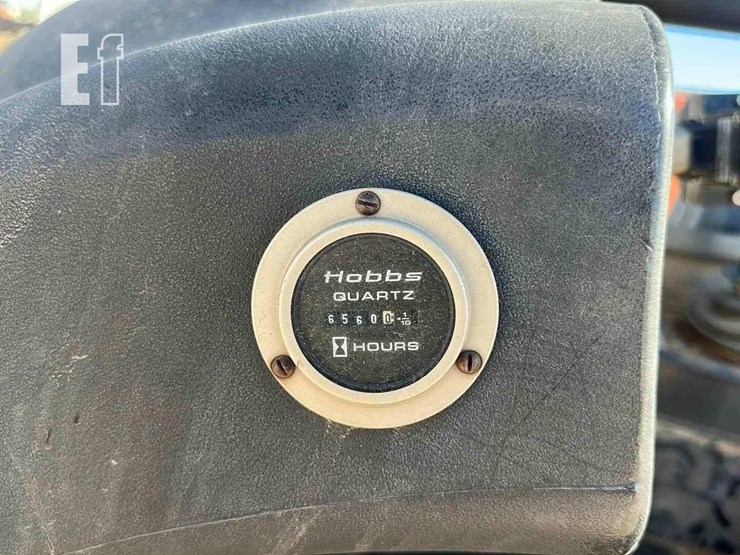 Ef
Hobbs
QUARTZ
65600 1/10
HOURS